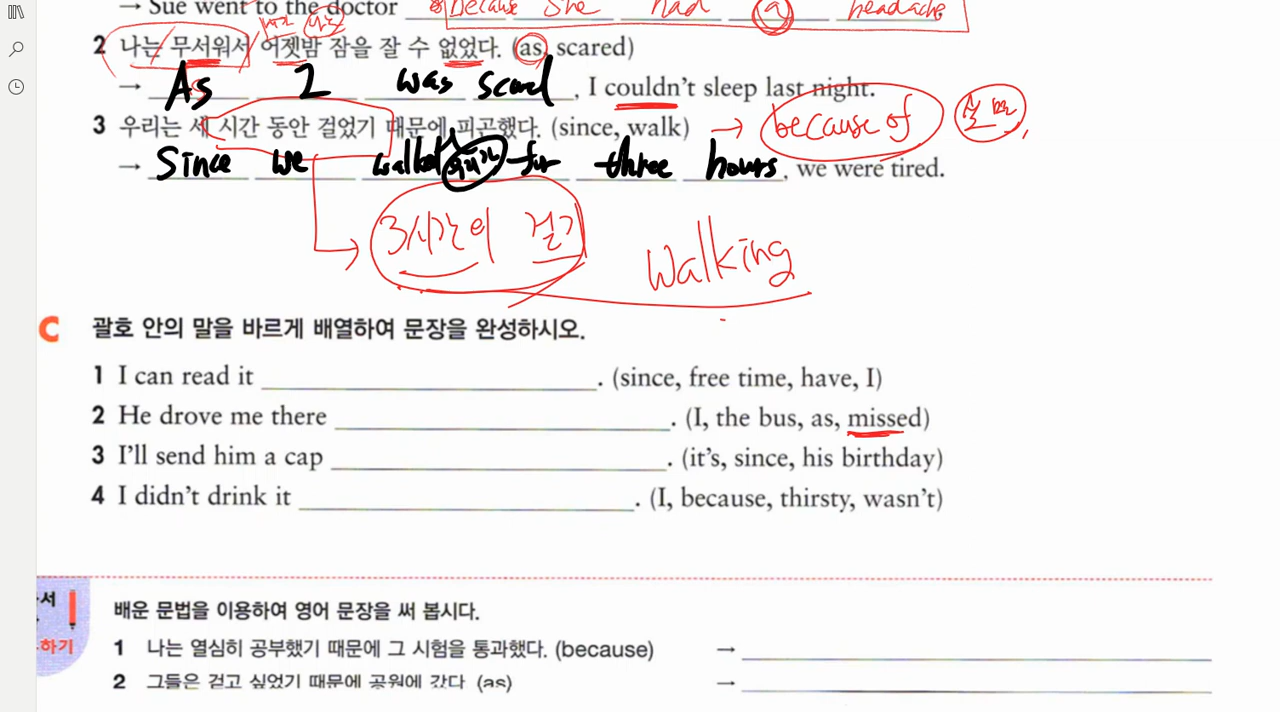 → Sue went to the doctor because she had a headache
2 나는 무서워서 어젯밤 잠을 잘 수 없었다. (as, scared)
→ As I was scared, I couldn't sleep last night.
3 우리는 세 시간 동안 걸었기 때문에 피곤했다. (since, walk) → because of
→ Since we walked for three hours, we were tired.
3시간의 걷기 walking
C 괄호 안의 말을 바르게 배열하여 문장을 완성하시오.
1 I can read it ____. (since, free time, have, I)
2 He drove me there ____. (I, the bus, as, missed)
3 I'll send him a cap ____. (it's, since, his birthday)
4 I didn't drink it ____. (I, because, thirsty, wasn't)
서
배운 문법을 이용하여 영어 문장을 써 봅시다.
하기
1 나는 열심히 공부했기 때문에 그 시험을 통과했다. (because) →
2 그들은 걷고 싶었기 때문에 공원에 갔다 (as) →